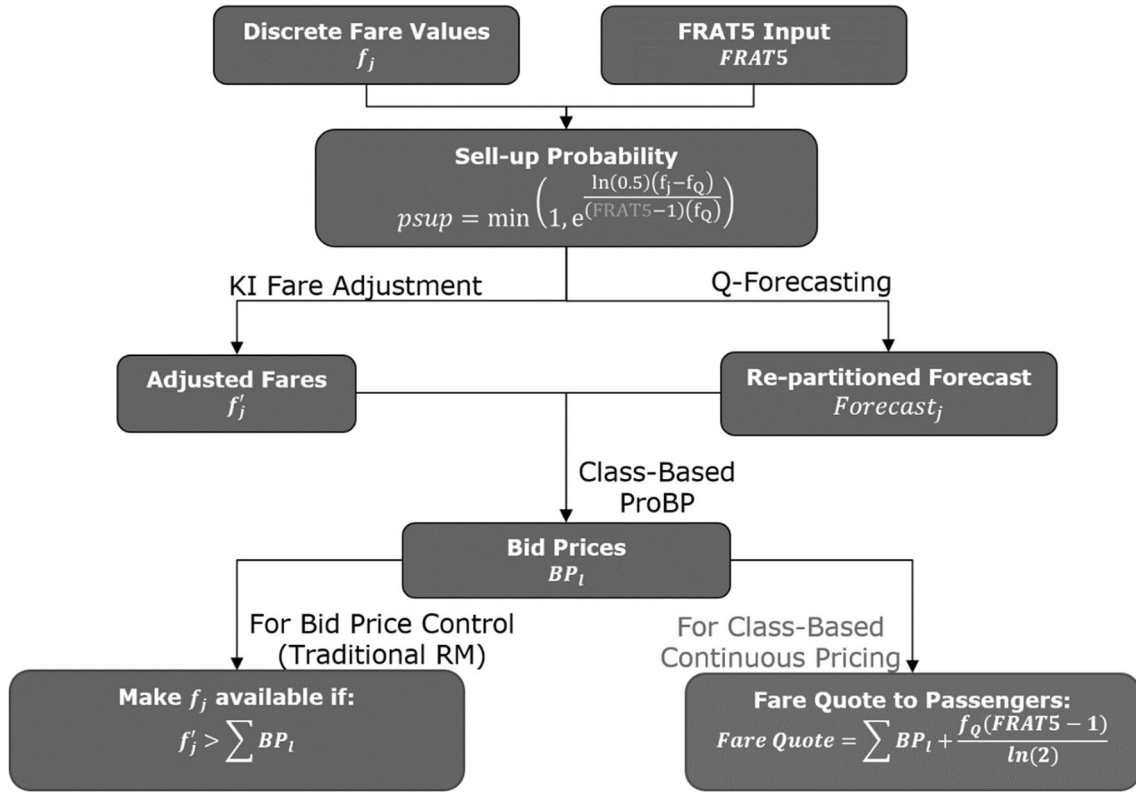 Discrete Fare Values
f_j
FRAT5 Input
FRAT5
Sell-up Probability
psup = min(1, e^{\frac{ln(0.5)(f_j−f_Q)}{(FRAT5−1)(f_Q)}})
KI Fare Adjustment
Q-Forecasting
Adjusted Fares
f'_j
Re-partitioned Forecast
Forecast_j
Class-Based
ProBP
Bid Prices
BP_l
For Bid Price Control
(Traditional RM)
For Class-Based
Continuous Pricing
Make f_j available if:
f'_j > ∑ BP_l
Fare Quote to Passengers:
Fare Quote = ∑ BP_l + \frac{f_Q(FRAT5 − 1)}{ln(2)}